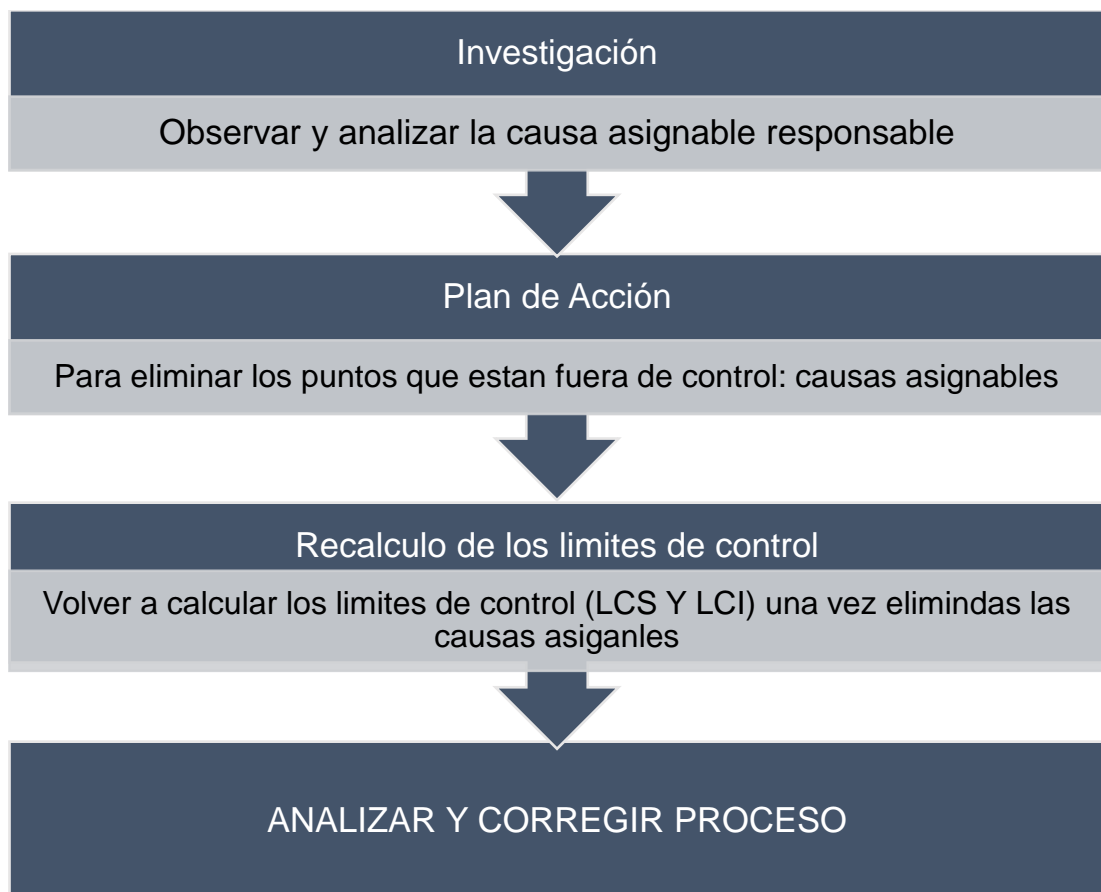 Investigación
Observar y analizar la causa asignable responsable
Plan de Acción
Para eliminar los puntos que estan fuera de control: causas asignables
Recalculo de los limites de control
Volver a calcular los limites de control (LCS Y LCI) una vez elimindas las
causas asiganles
ANALIZAR Y CORREGIR PROCESO